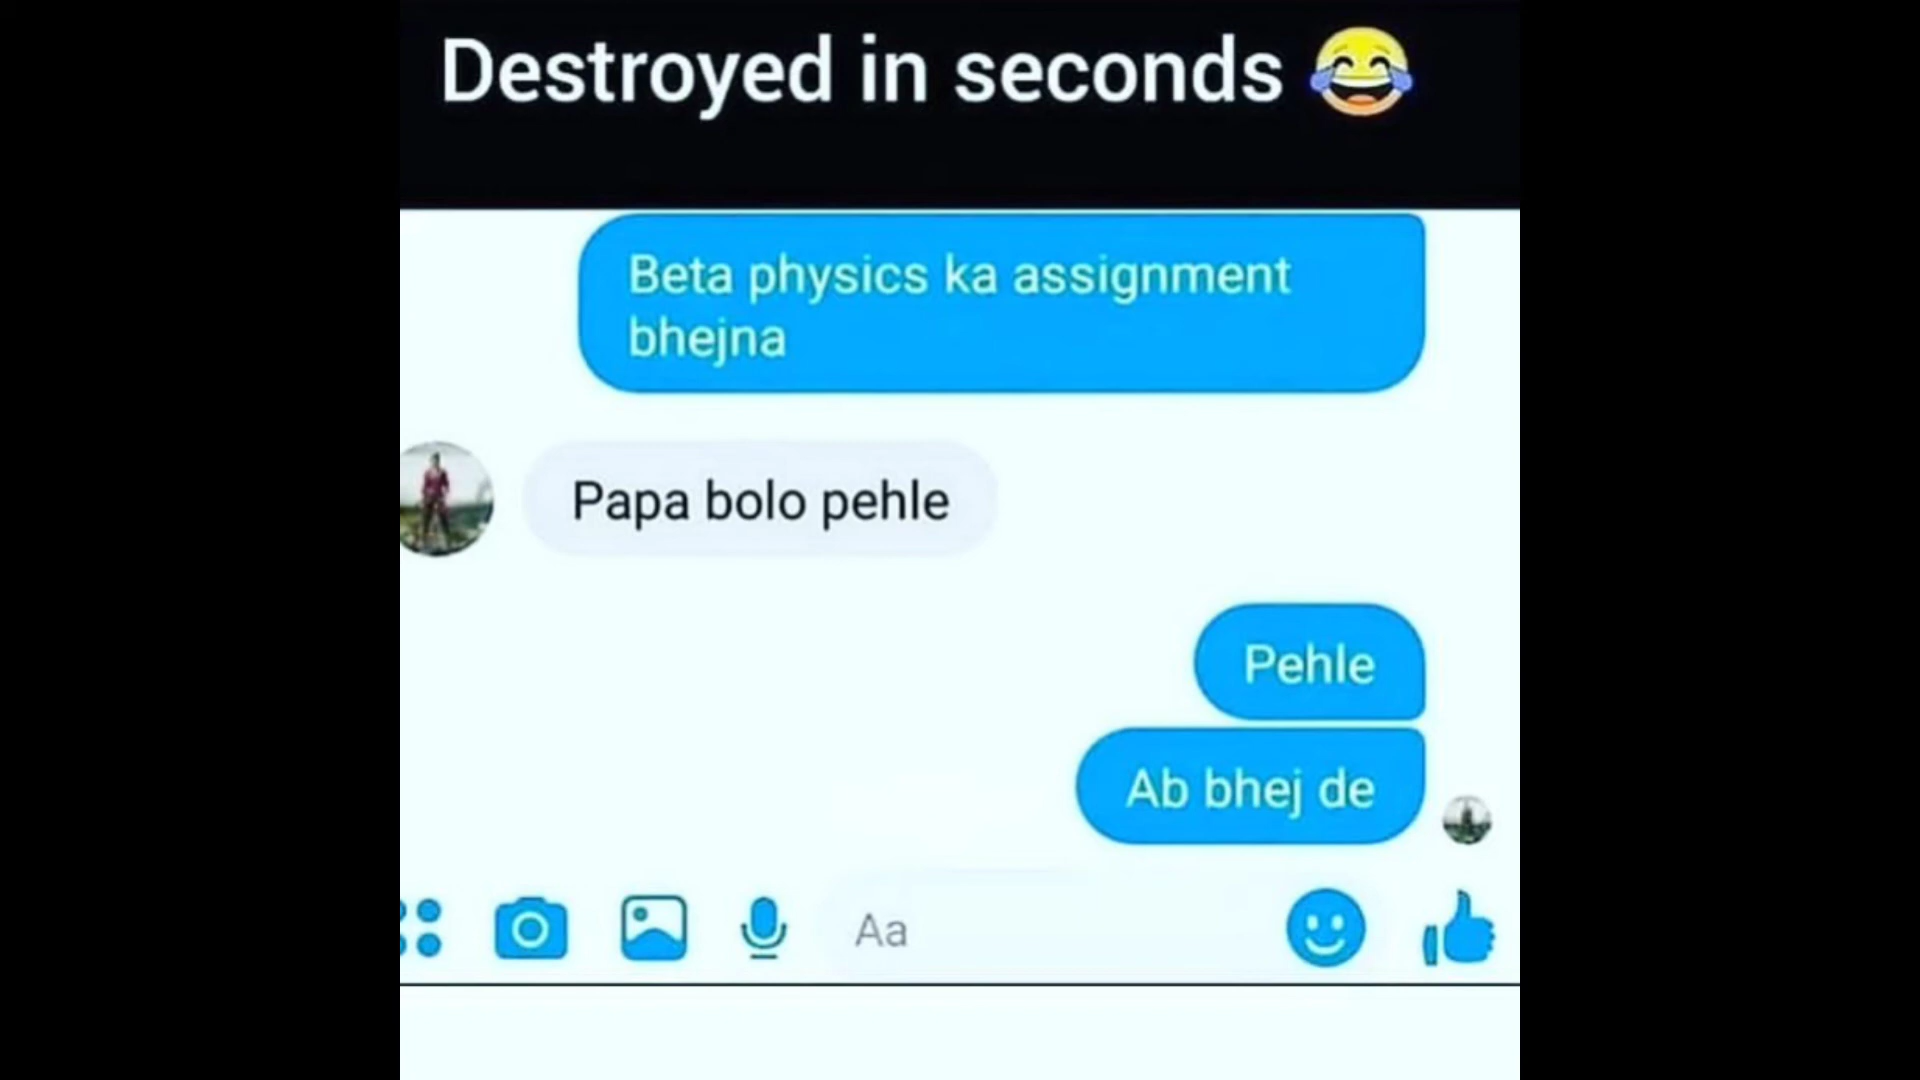 Destroyed in seconds 😂
Beta physics ka assignment
bhejna
Papa bolo pehle
Pehle
Ab bhej de
Aa